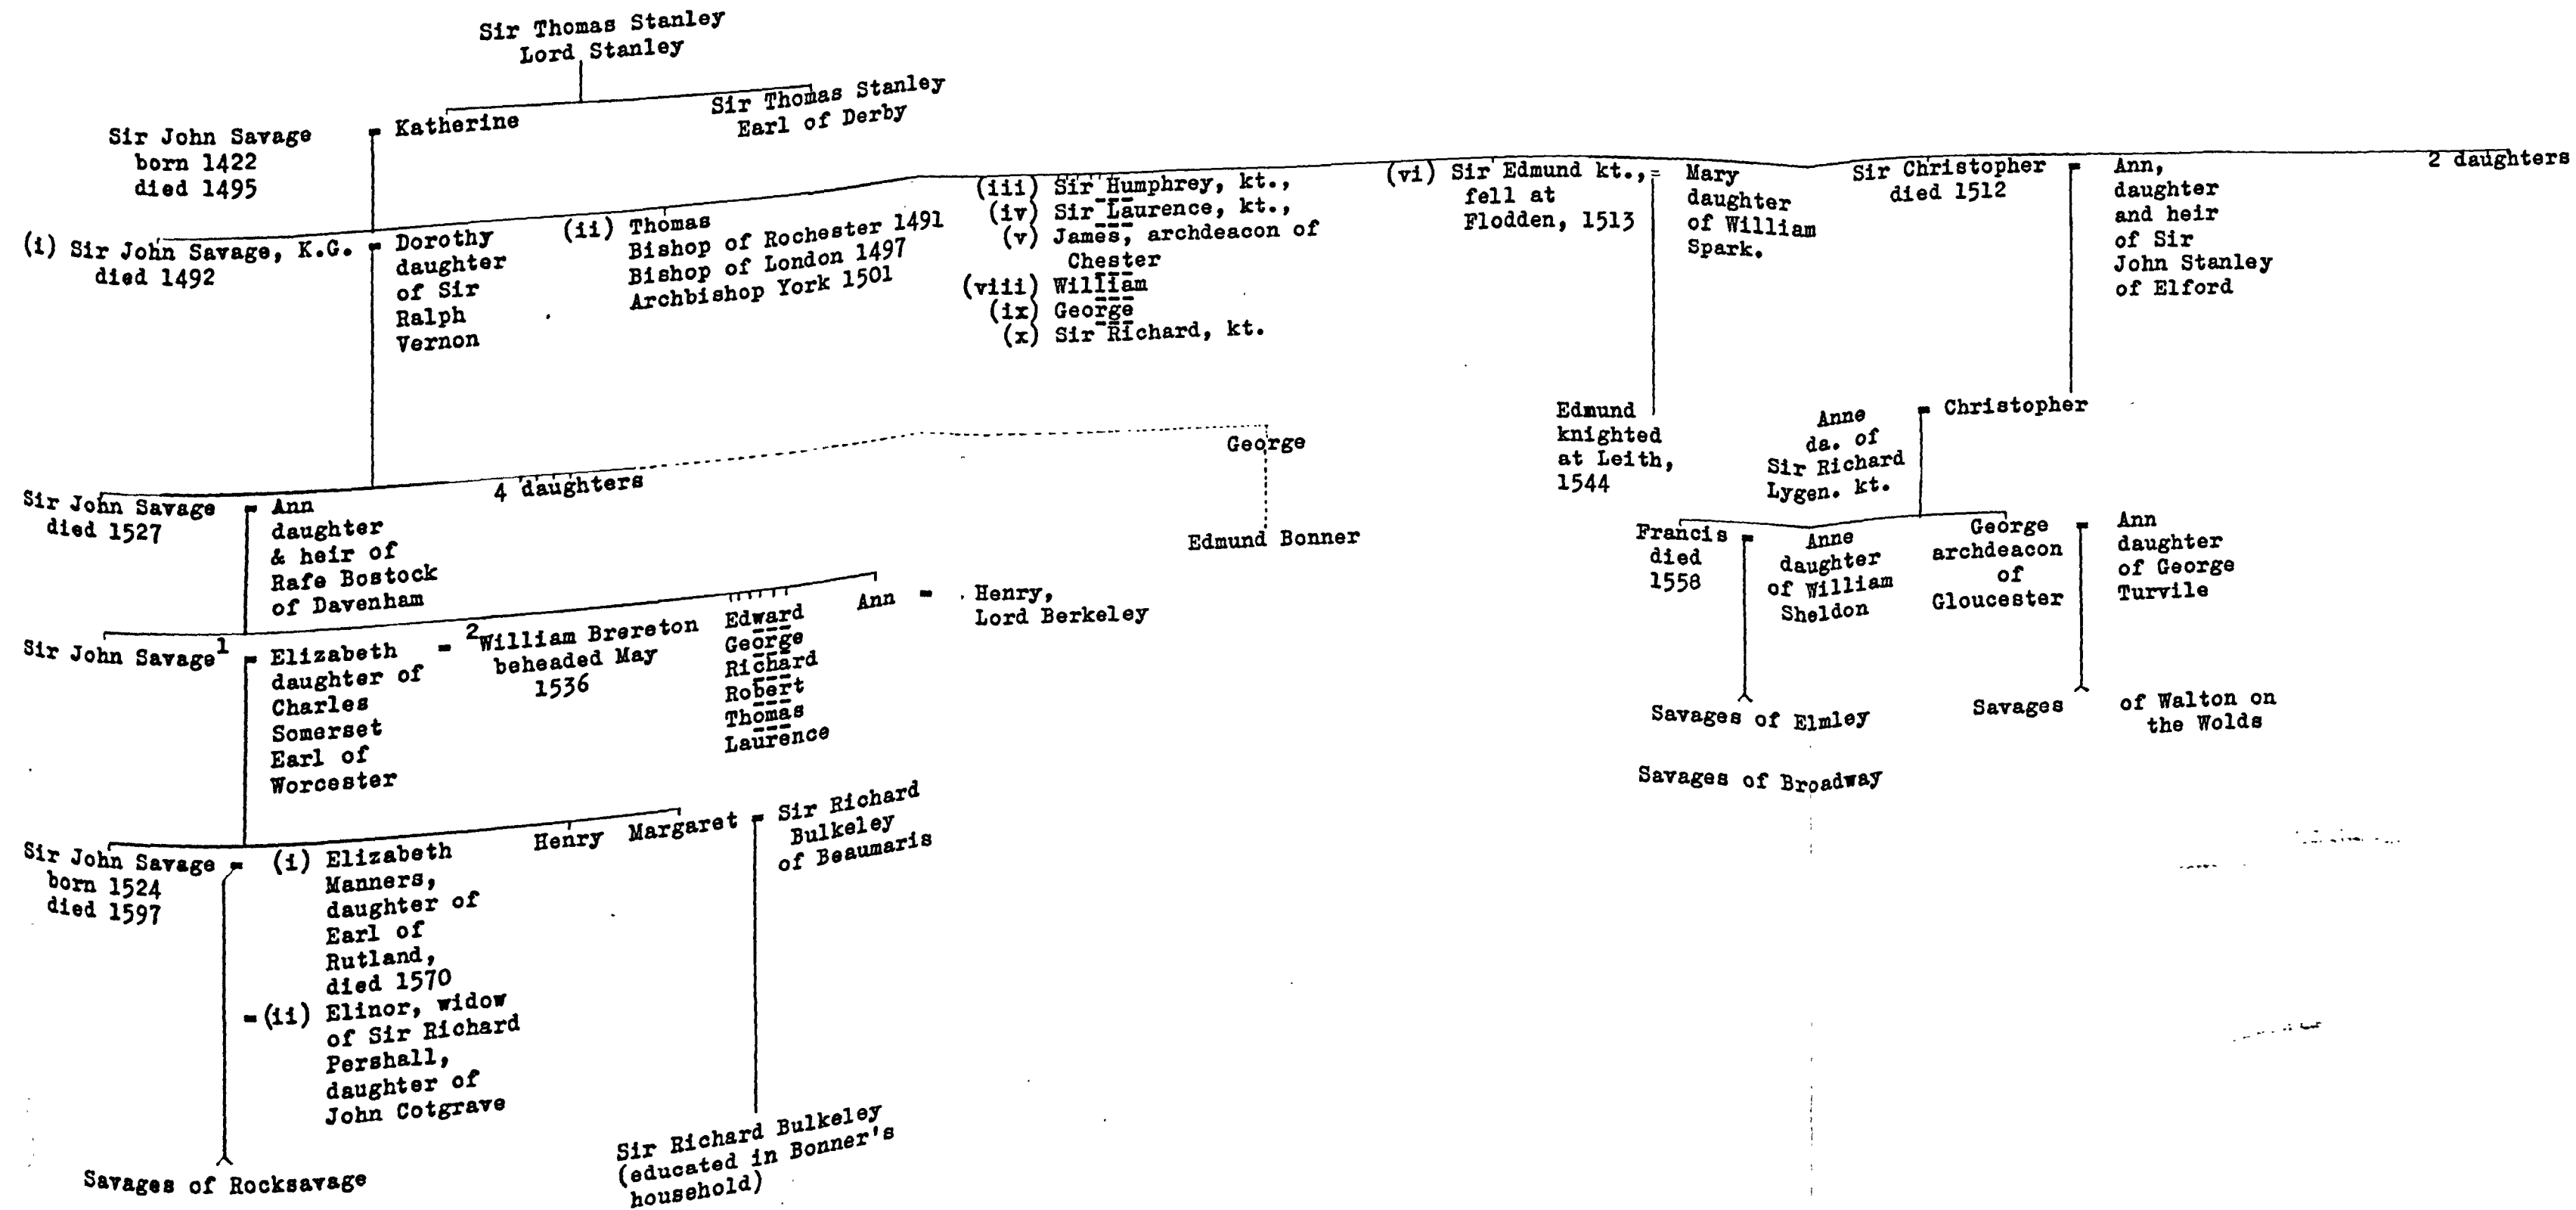 Sir Thomas Stanley
Lord Stanley
Sir John Savage
born 1422
died 1495
= Katherine
Sir Thomas Stanley
Earl of Derby
(i) Sir John Savage, K.G. =
died 1492
Dorothy
daughter
of Sir
Ralph
Vernon
(ii) Thomas
Bishop of Rochester 1491
Bishop of London 1497
Archbishop York 1501
(iii) Sir Humphrey, kt.,
(iv) Sir Laurence, kt.,
(v) James, archdeacon of
Chester
(viii) William
(ix) George
(x) Sir Richard, kt.
(vi) Sir Edmund kt., =
fell at
Flodden, 1513
Mary
daughter
of William
Spark.
Sir Christopher =
died 1512
Ann,
daughter
and heir
of Sir
John Stanley
of Elford
2 daughters
Edmund
knighted
at Leith,
1544
Anne
da. of
Sir Richard
Lygen. kt.
= Christopher
Sir John Savage =
died 1527
Ann
daughter
& heir of
Rafe Bostock
of Davenham
4 daughters
George
Edmund Bonner
Francis =
died
1558
Anne
daughter
of William
Sheldon
George =
archdeacon
of
Gloucester
Ann
daughter
of George
Turvile
Sir John Savage 1 =
Elizabeth =
daughter of
Charles
Somerset
Earl of
Worcester
2 William Brereton
beheaded May
1536
Edward
George
Richard
Robert
Thomas
Laurence
Ann =
Henry,
Lord Berkeley
Savages of Elmley
Savages of Walton on
the Wolds
Savages of Broadway
Sir John Savage =
born 1524
died 1597
(i) Elizabeth
Manners,
daughter of
Earl of
Rutland,
died 1570
= (ii) Elinor, widow
of Sir Richard
Pershall,
daughter of
John Cotgrave
Henry
Margaret =
Sir Richard
Bulkeley
of Beaumaris
Savages of Rocksavage
Sir Richard Bulkeley
(educated in Bonner's
household)